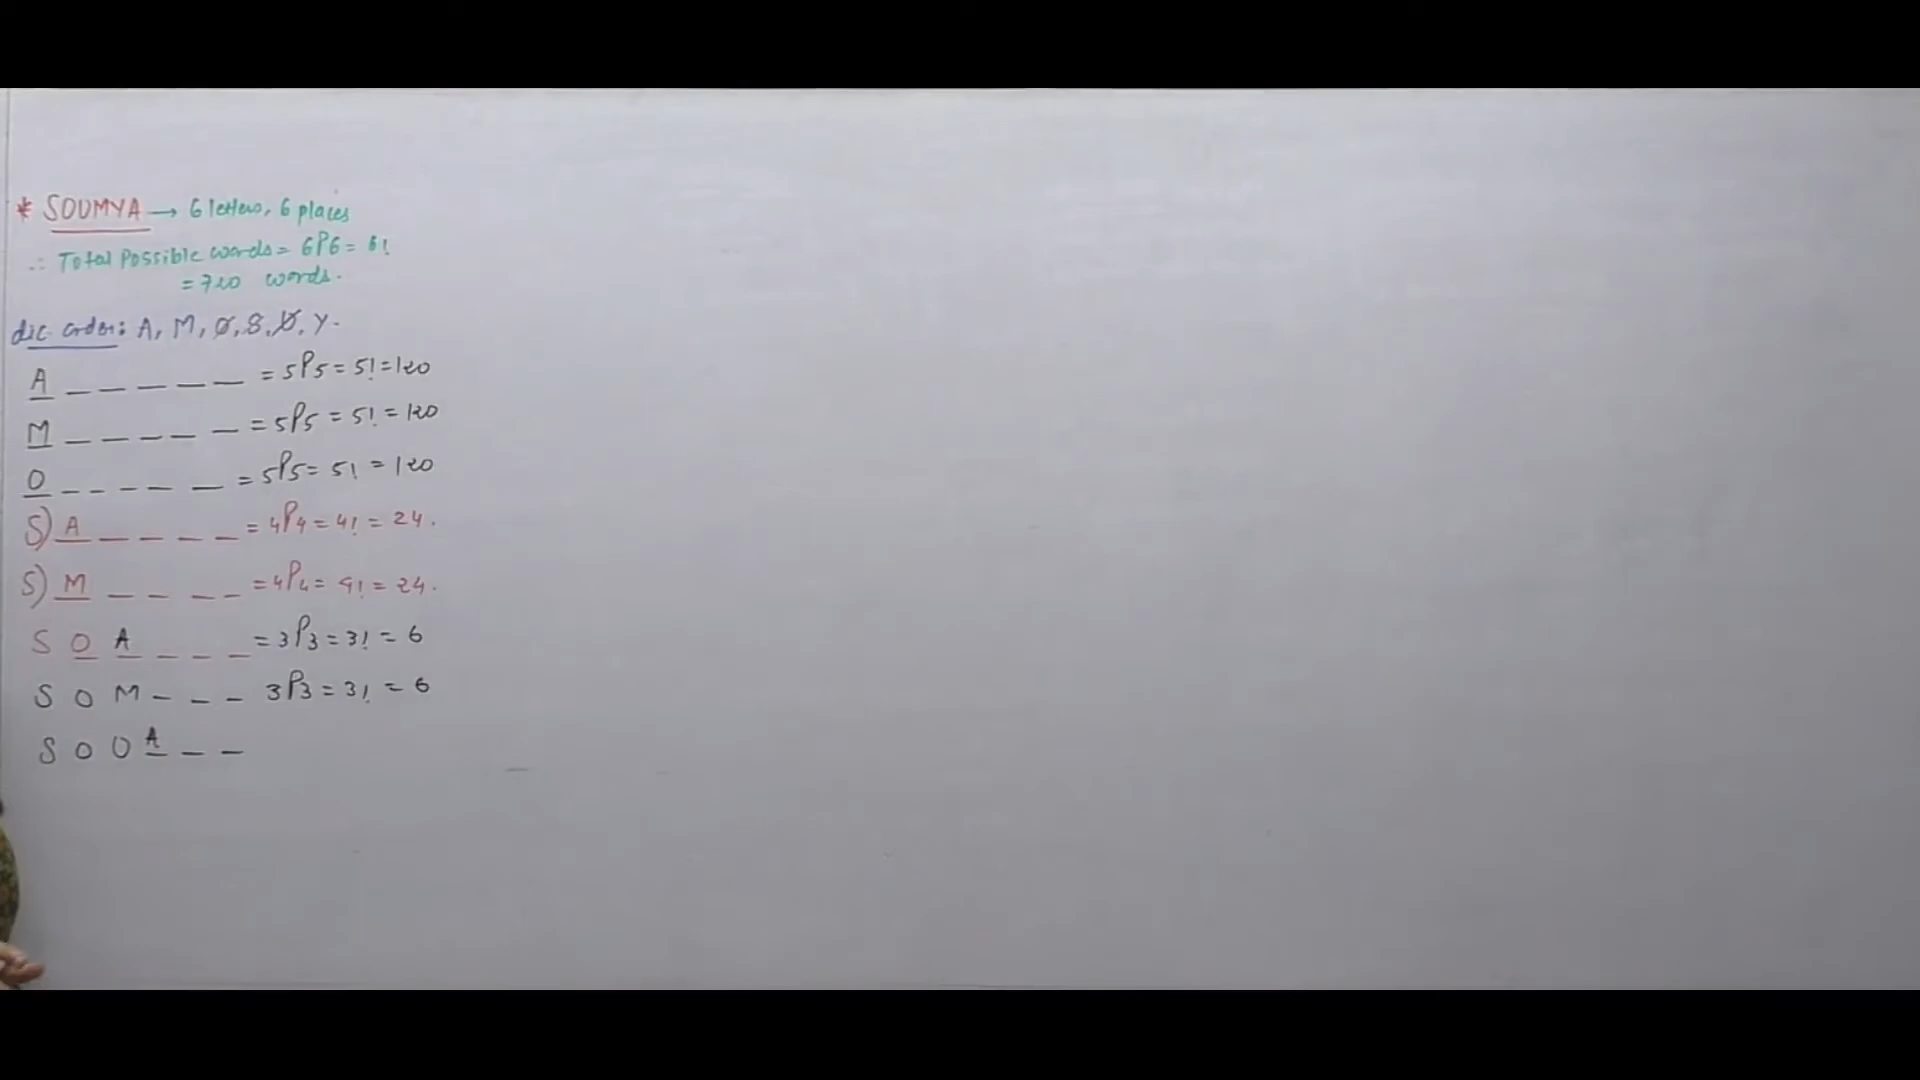 * SOUMYA → 6 letters, 6 places
∴ Total Possible words = 6P6 = 6!
= 720 words.
dic. order: A, M, O, S, U, Y.
A _ _ _ _ _ = 5P5 = 5! = 120
M _ _ _ _ _ = 5P5 = 5! = 120
O _ _ _ _ _ = 5P5 = 5! = 120
S) A _ _ _ _ = 4P4 = 4! = 24.
S) M _ _ _ _ = 4P4 = 4! = 24.
S O A _ _ _ = 3P3 = 3! = 6
S O M _ _ _ 3P3 = 3! = 6
S O U A _ _